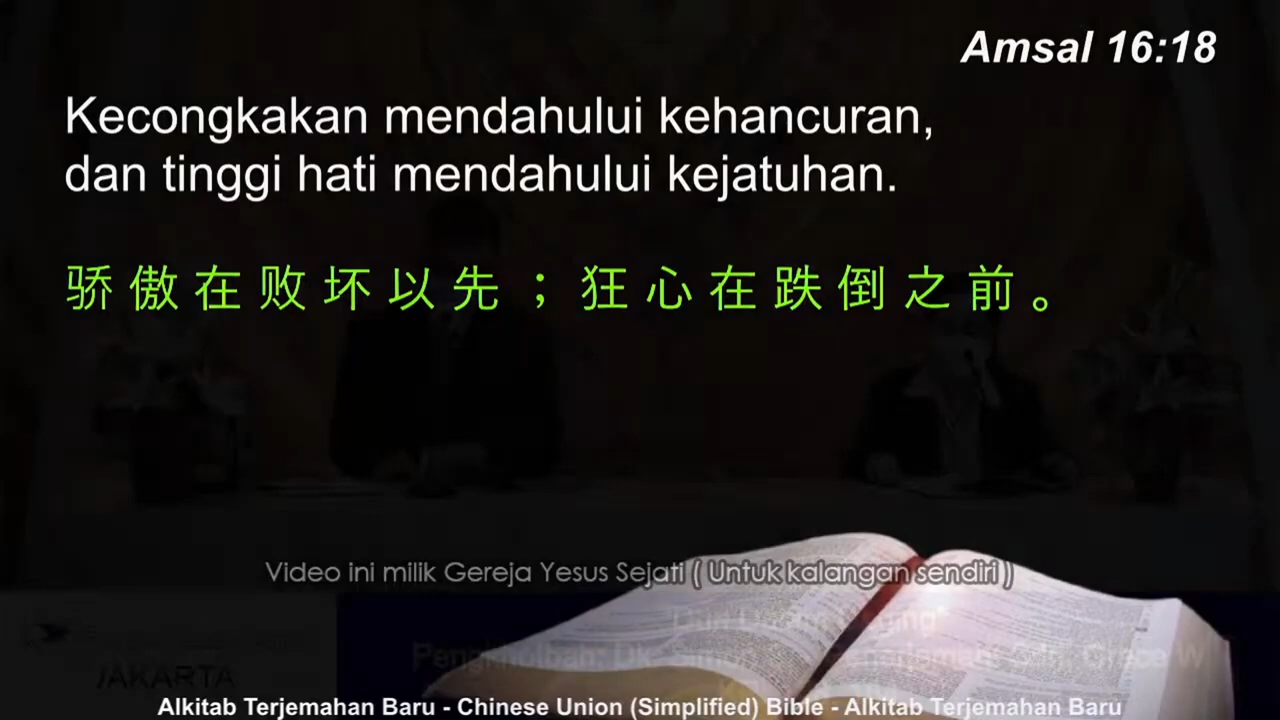 Amsal 16:18
Kecongkakan mendahului kehancuran,
dan tinggi hati mendahului kejatuhan.
骄 傲 在 败 坏 以 先 ； 狂 心 在 跌 倒 之 前 。
Video ini milik Gereja Yesus Sejati ( Untuk kalangan sendiri )
JAKARTA
Alkitab Terjemahan Baru - Chinese Union (Simplified) Bible - Alkitab Terjemahan Baru